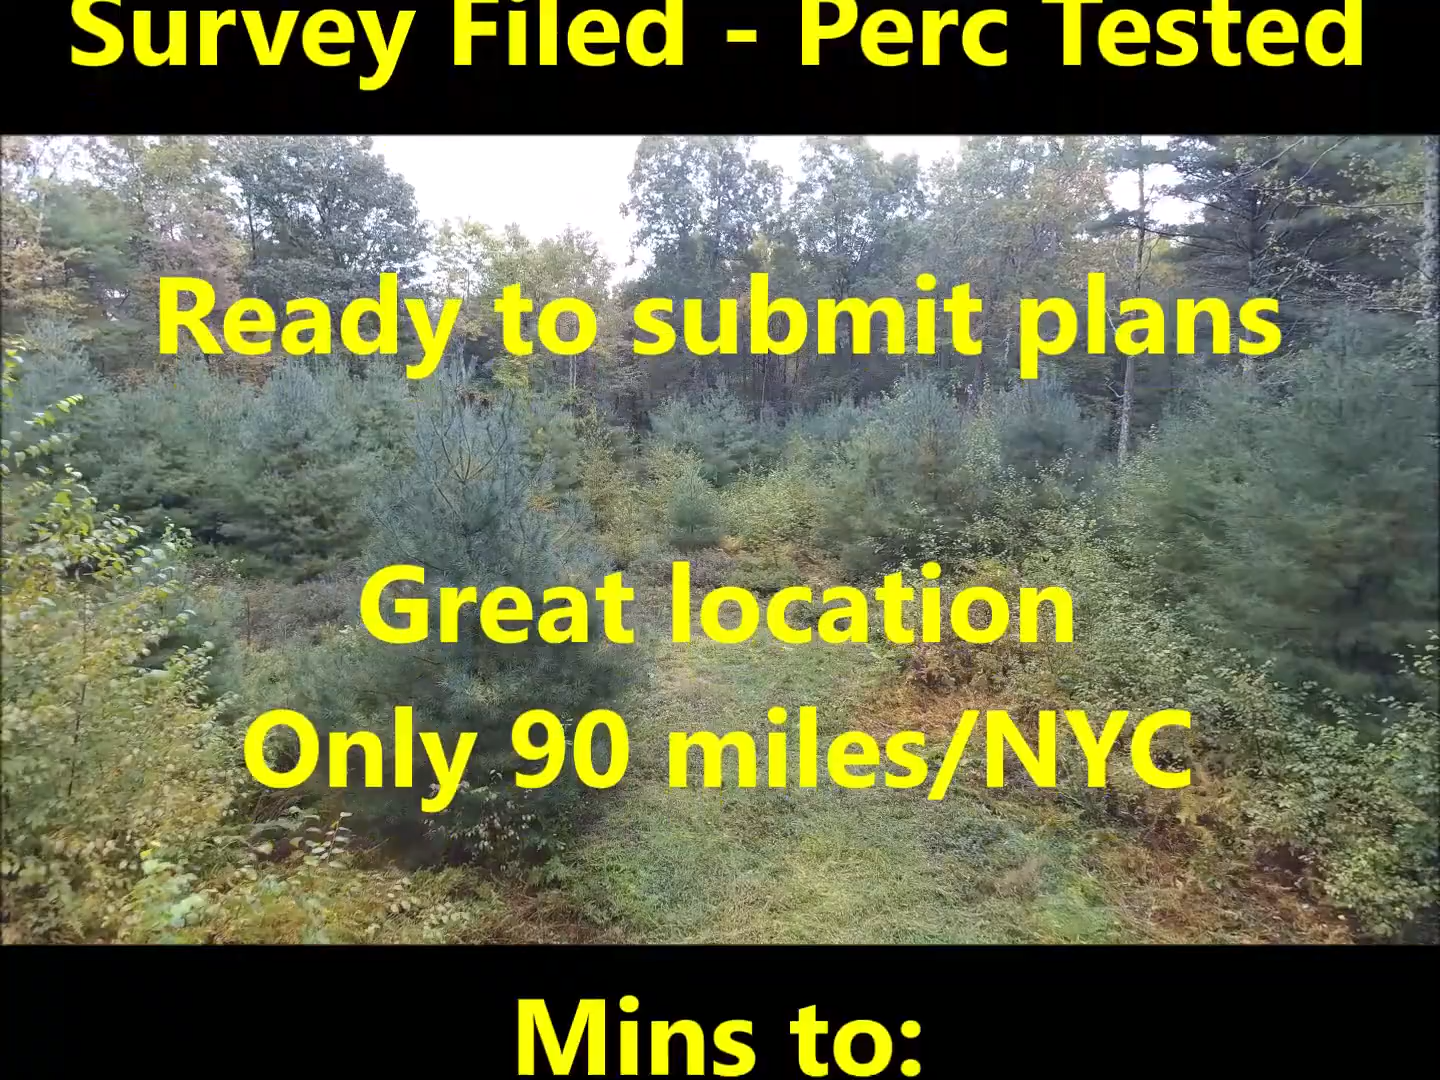 Survey Filed - Perc Tested
Ready to submit plans
Great location
Only 90 miles/NYC
Mins to: